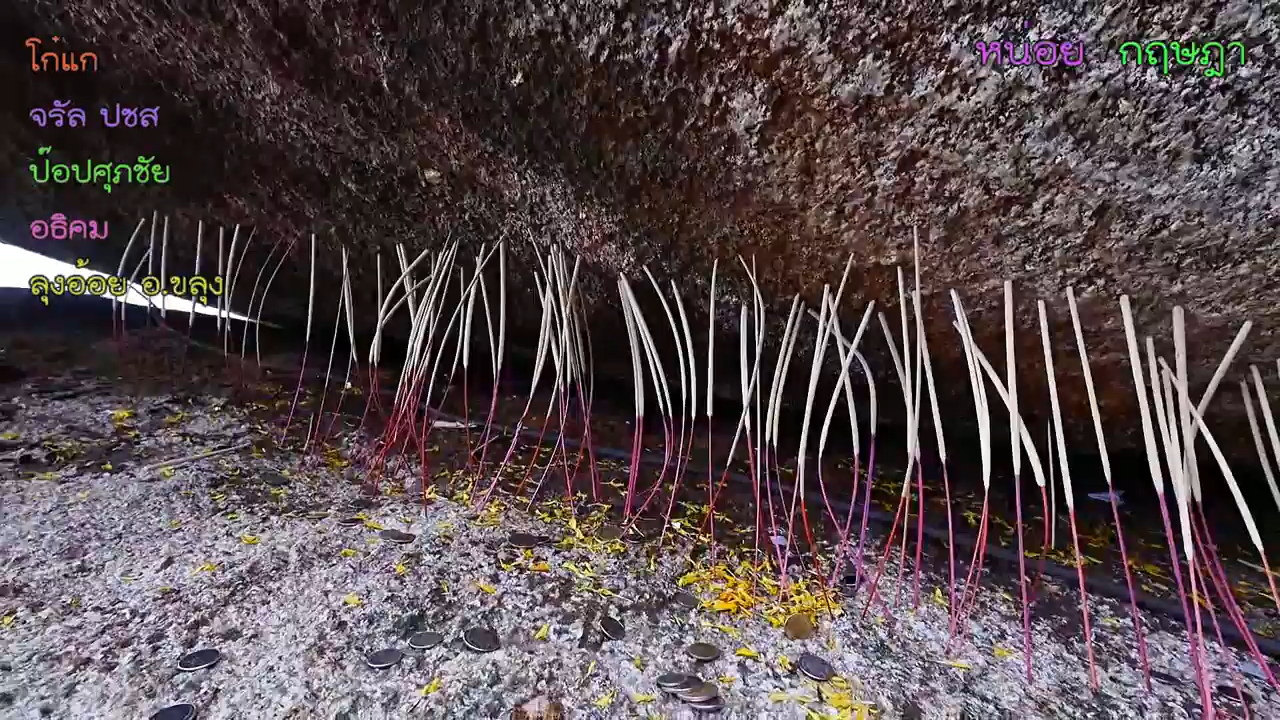 โก๋แก
จรัล ปชส
ป๊อปศุภชัย
อธิคม
ลุงอ้อย อ.ขลุง
หน่อย กฤษฎา